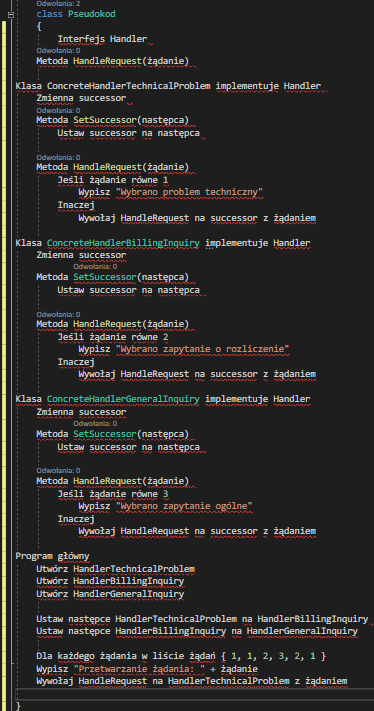 Odwołania: 2
class Pseudokod
{
Interfejs Handler
Odwołania: 0
Metoda HandleRequest(żądanie)
Klasa ConcreteHandlerTechnicalProblem implementuje Handler
Zmienna successor
Odwołania: 0
Metoda SetSuccessor(następca)
Ustaw successor na następca
Odwołania: 0
Metoda HandleRequest(żądanie)
Jeśli żądanie równe 1
Wypisz "Wybrano problem techniczny"
Inaczej
Wywołaj HandleRequest na successor z żądaniem
Klasa ConcreteHandlerBillingInquiry implementuje Handler
Zmienna successor
Odwołania: 0
Metoda SetSuccessor(następca)
Ustaw successor na następca
Odwołania: 0
Metoda HandleRequest(żądanie)
Jeśli żądanie równe 2
Wypisz "Wybrano zapytanie o rozliczenie"
Inaczej
Wywołaj HandleRequest na successor z żądaniem
Klasa ConcreteHandlerGeneralInquiry implementuje Handler
Zmienna successor
Odwołania: 0
Metoda SetSuccessor(następca)
Ustaw successor na następca
Odwołania: 0
Metoda HandleRequest(żądanie)
Jeśli żądanie równe 3
Wypisz "Wybrano zapytanie ogólne"
Inaczej
Wywołaj HandleRequest na successor z żądaniem
Program główny
Utwórz HandlerTechnicalProblem
Utwórz HandlerBillingInquiry
Utwórz HandlerGeneralInquiry
Ustaw następcę HandlerTechnicalProblem na HandlerBillingInquiry
Ustaw następcę HandlerBillingInquiry na HandlerGeneralInquiry
Dla każdego żądania w liście żądań { 1, 1, 2, 3, 2, 1 }
Wypisz "Przetwarzanie żądania: " + żądanie
Wywołaj HandleRequest na HandlerTechnicalProblem z żądaniem
}